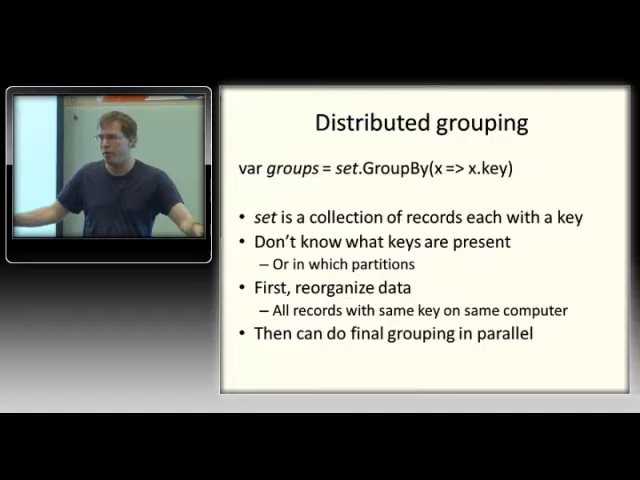 Distributed grouping
var groups = set.GroupBy(x => x.key)
• set is a collection of records each with a key
• Don't know what keys are present
– Or in which partitions
• First, reorganize data
– All records with same key on same computer
• Then can do final grouping in parallel